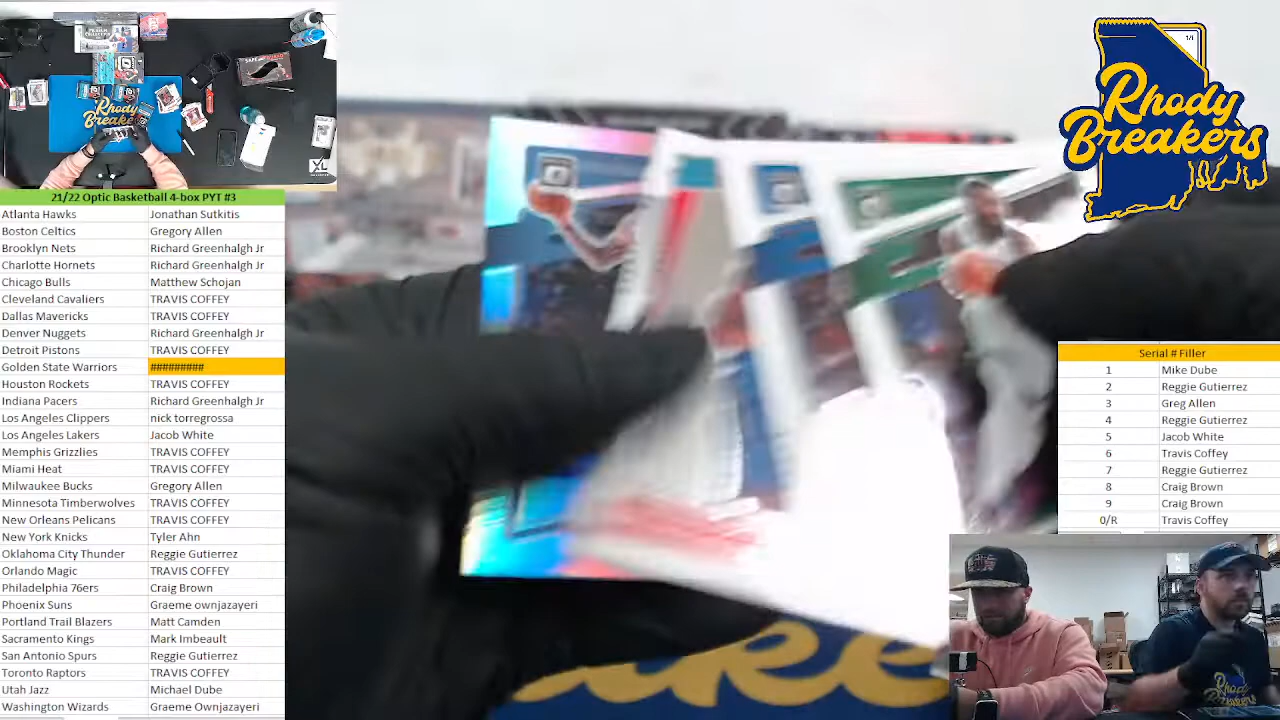 21/22 Optic Basketball 4-box PYT #3
Atlanta Hawks Jonathan Sutkitis
Boston Celtics Gregory Allen
Brooklyn Nets Richard Greenhalgh Jr
Charlotte Hornets Richard Greenhalgh Jr
Chicago Bulls Matthew Schojan
Cleveland Cavaliers TRAVIS COFFEY
Dallas Mavericks TRAVIS COFFEY
Denver Nuggets Richard Greenhalgh Jr
Detroit Pistons TRAVIS COFFEY
Golden State Warriors #########
Houston Rockets TRAVIS COFFEY
Indiana Pacers Richard Greenhalgh Jr
Los Angeles Clippers nick torregrossa
Los Angeles Lakers Jacob White
Memphis Grizzlies TRAVIS COFFEY
Miami Heat TRAVIS COFFEY
Milwaukee Bucks Gregory Allen
Minnesota Timberwolves TRAVIS COFFEY
New Orleans Pelicans TRAVIS COFFEY
New York Knicks Tyler Ahn
Oklahoma City Thunder Reggie Gutierrez
Orlando Magic TRAVIS COFFEY
Philadelphia 76ers Craig Brown
Phoenix Suns Graeme ownjazayeri
Portland Trail Blazers Matt Camden
Sacramento Kings Mark Imbeault
San Antonio Spurs Reggie Gutierrez
Toronto Raptors TRAVIS COFFEY
Utah Jazz Michael Dube
Washington Wizards Graeme Ownjazayeri
Rhody
Breakers
XL
1/1
Rhody
Breakers
Serial # Filler
1 Mike Dube
2 Reggie Gutierrez
3 Greg Allen
4 Reggie Gutierrez
5 Jacob White
6 Travis Coffey
7 Reggie Gutierrez
8 Craig Brown
9 Craig Brown
0/R Travis Coffey
Rhody
Breakers